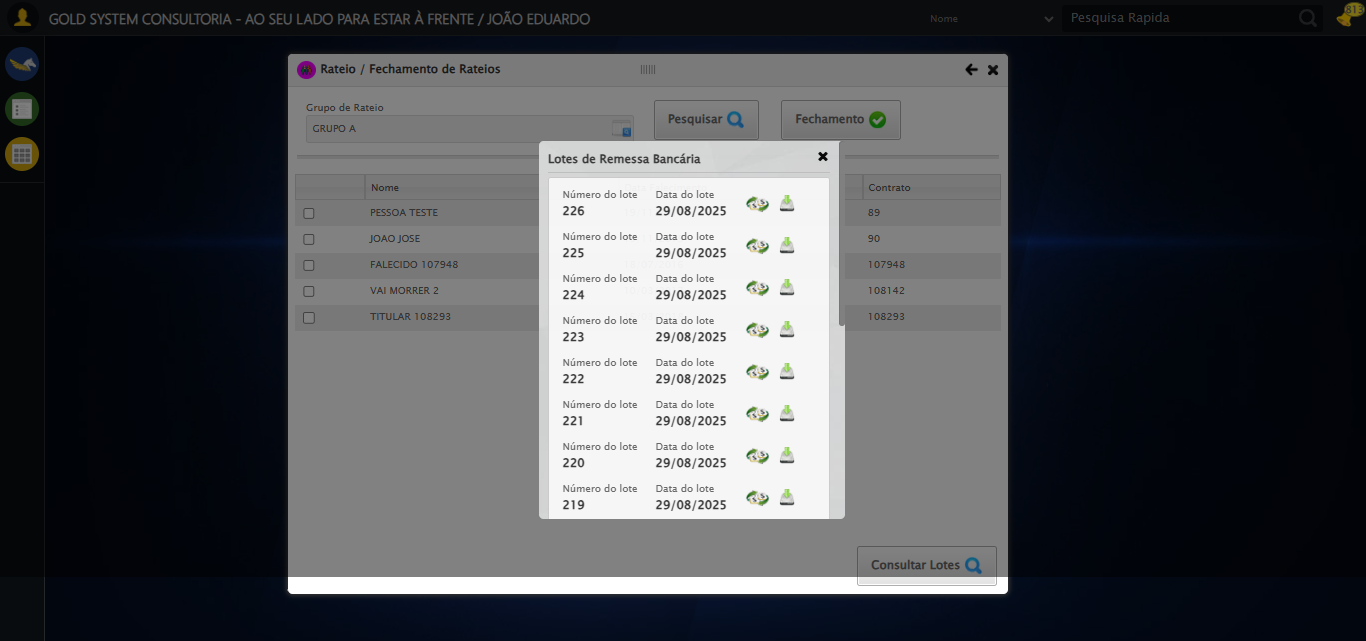 GOLD SYSTEM CONSULTORIA - AO SEU LADO PARA ESTAR À FRENTE / JOÃO EDUARDO
Nome
Pesquisa Rapida
813
Rateio / Fechamento de Rateios
Grupo de Rateio
GRUPO A
Pesquisar
Fechamento
Nome
Contrato
PESSOA TESTE
89
JOAO JOSE
90
FALECIDO 107948
107948
VAI MORRER 2
108142
TITULAR 108293
108293
Lotes de Remessa Bancária
Número do lote Data do lote
226 29/08/2025
Número do lote Data do lote
225 29/08/2025
Número do lote Data do lote
224 29/08/2025
Número do lote Data do lote
223 29/08/2025
Número do lote Data do lote
222 29/08/2025
Número do lote Data do lote
221 29/08/2025
Número do lote Data do lote
220 29/08/2025
Número do lote Data do lote
219 29/08/2025
Consultar Lotes